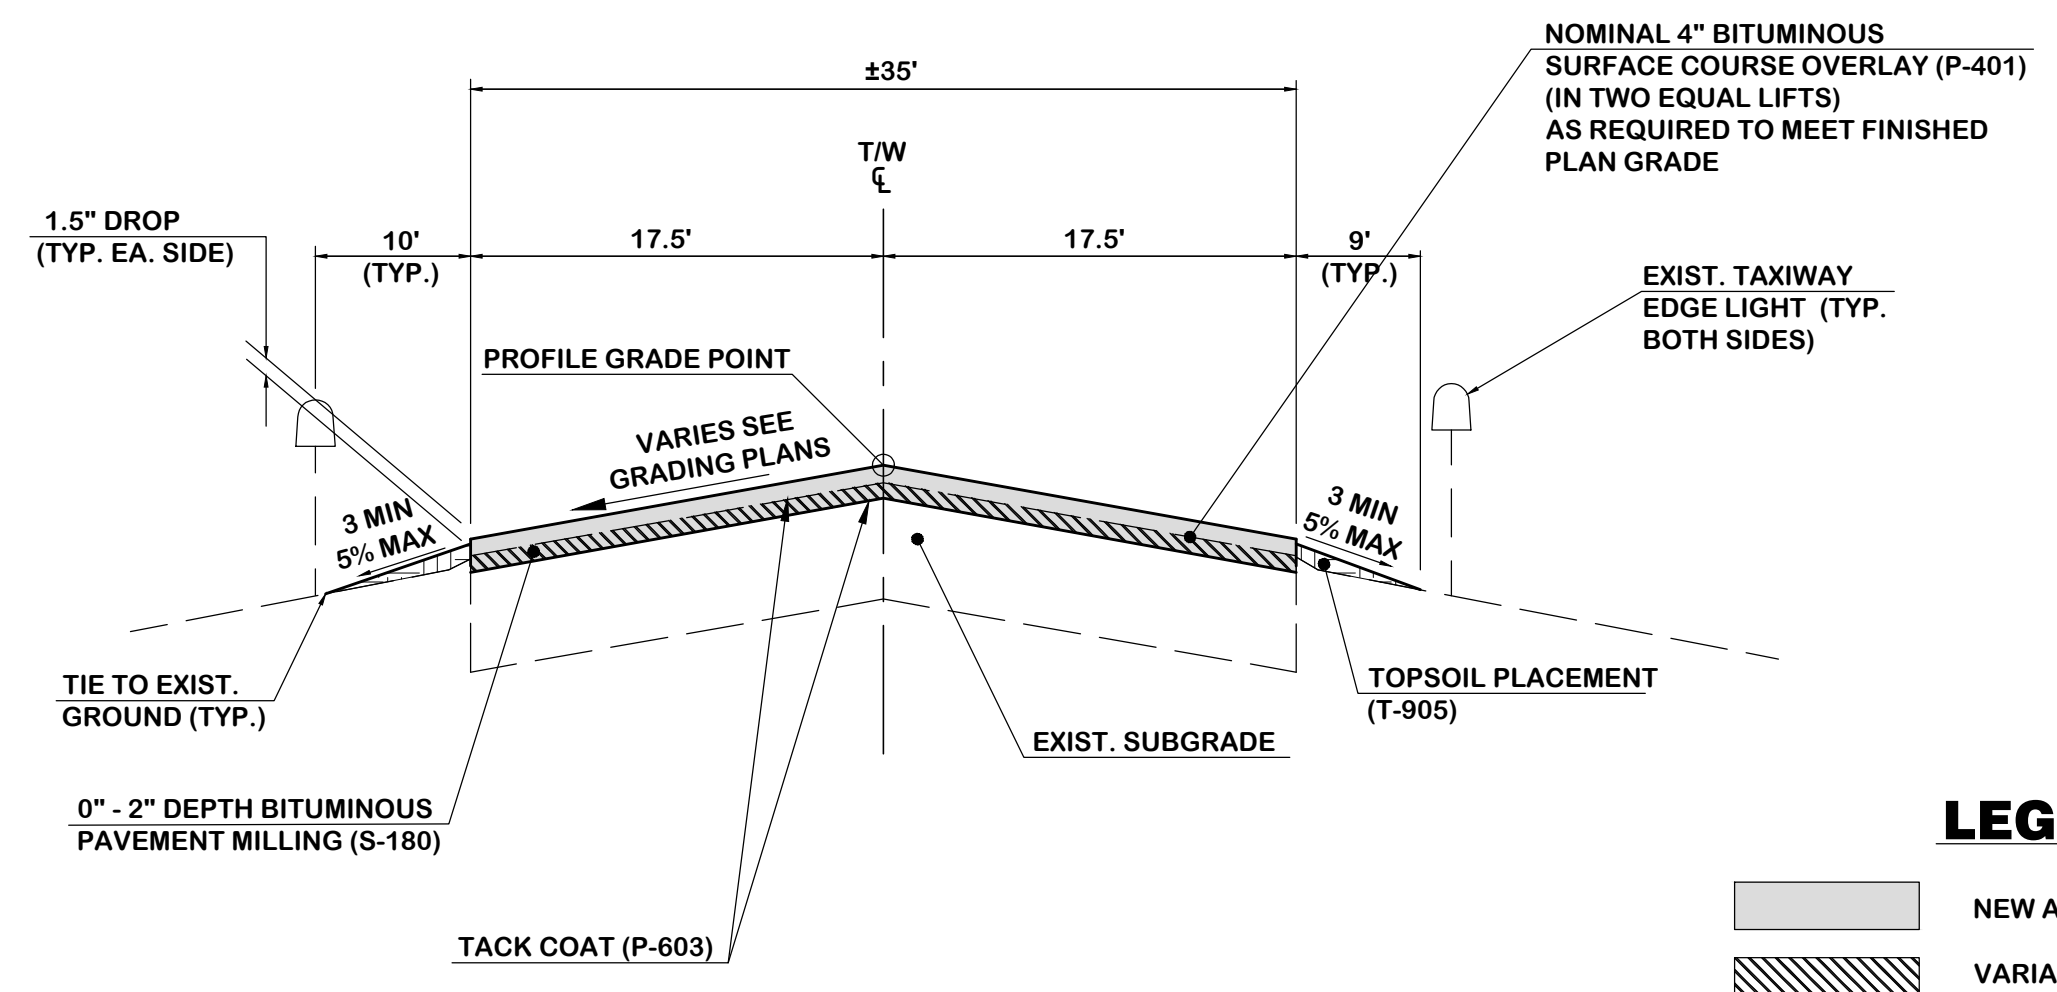 NOMINAL 4" BITUMINOUS
SURFACE COURSE OVERLAY (P-401)
(IN TWO EQUAL LIFTS)
AS REQUIRED TO MEET FINISHED
PLAN GRADE
±35'
T/W
℄
1.5" DROP
(TYP. EA. SIDE)
10'
(TYP.)
17.5'
17.5'
9'
(TYP.)
EXIST. TAXIWAY
EDGE LIGHT (TYP.
BOTH SIDES)
PROFILE GRADE POINT
VARIES SEE
GRADING PLANS
3 MIN
5% MAX
3 MIN
5% MAX
TIE TO EXIST.
GROUND (TYP.)
TOPSOIL PLACEMENT
(T-905)
EXIST. SUBGRADE
0" - 2" DEPTH BITUMINOUS
PAVEMENT MILLING (S-180)
TACK COAT (P-603)
LEG
NEW A
VARIA